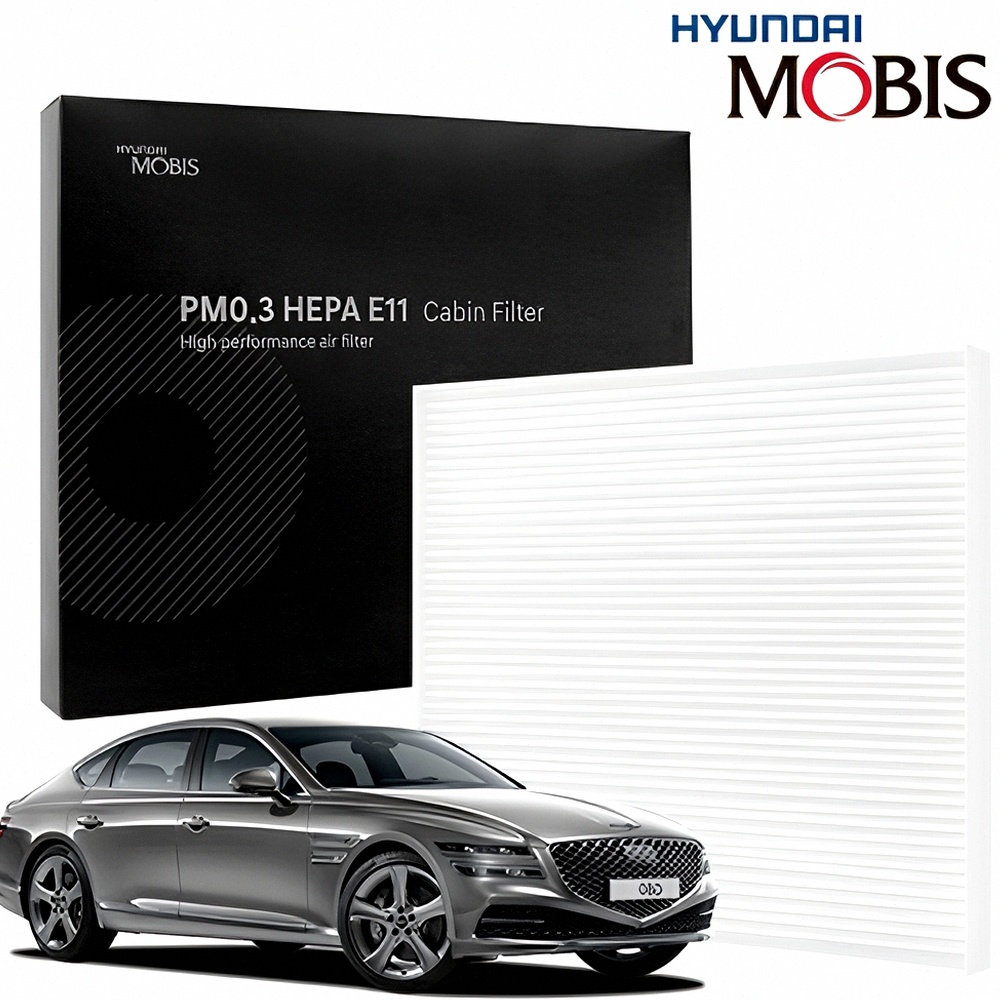 HYUNDAI
MOBIS
HYUNDAI
MOBIS
PM0.3 HEPA E11 Cabin Filter
High performance air filter